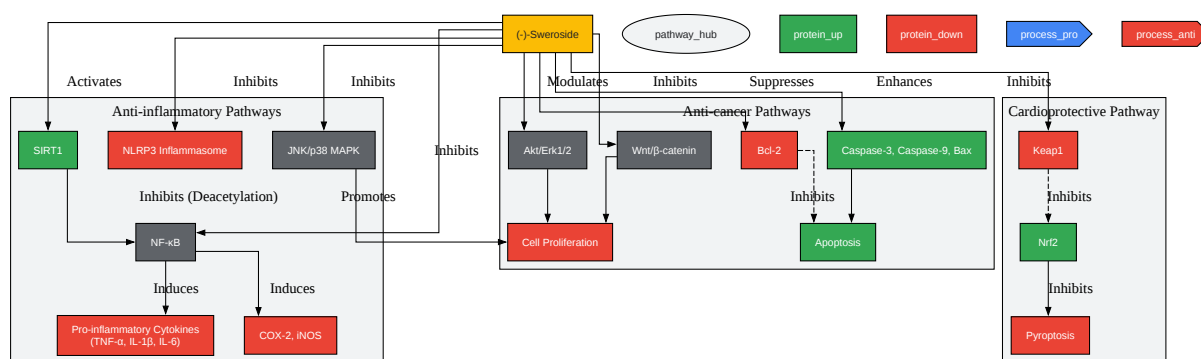 (-)-Sweroside
pathway_hub
protein_up
protein_down
process_pro
process_anti
Activates
Inhibits
Inhibits
Modulates
Inhibits
Suppresses
Enhances
Inhibits
Anti-inflammatory Pathways
Anti-cancer Pathways
Cardioprotective Pathway
SIRT1
NLRP3 Inflammasome
JNK/p38 MAPK
Inhibits
Akt/Erk1/2
Wnt/β-catenin
Bcl-2
Caspase-3, Caspase-9, Bax
Keap1
Inhibits (Deacetylation)
Promotes
Inhibits
Inhibits
NF-κB
Cell Proliferation
Apoptosis
Nrf2
Induces
Induces
Inhibits
Pro-inflammatory Cytokines
(TNF-α, IL-1β, IL-6)
COX-2, iNOS
Pyroptosis